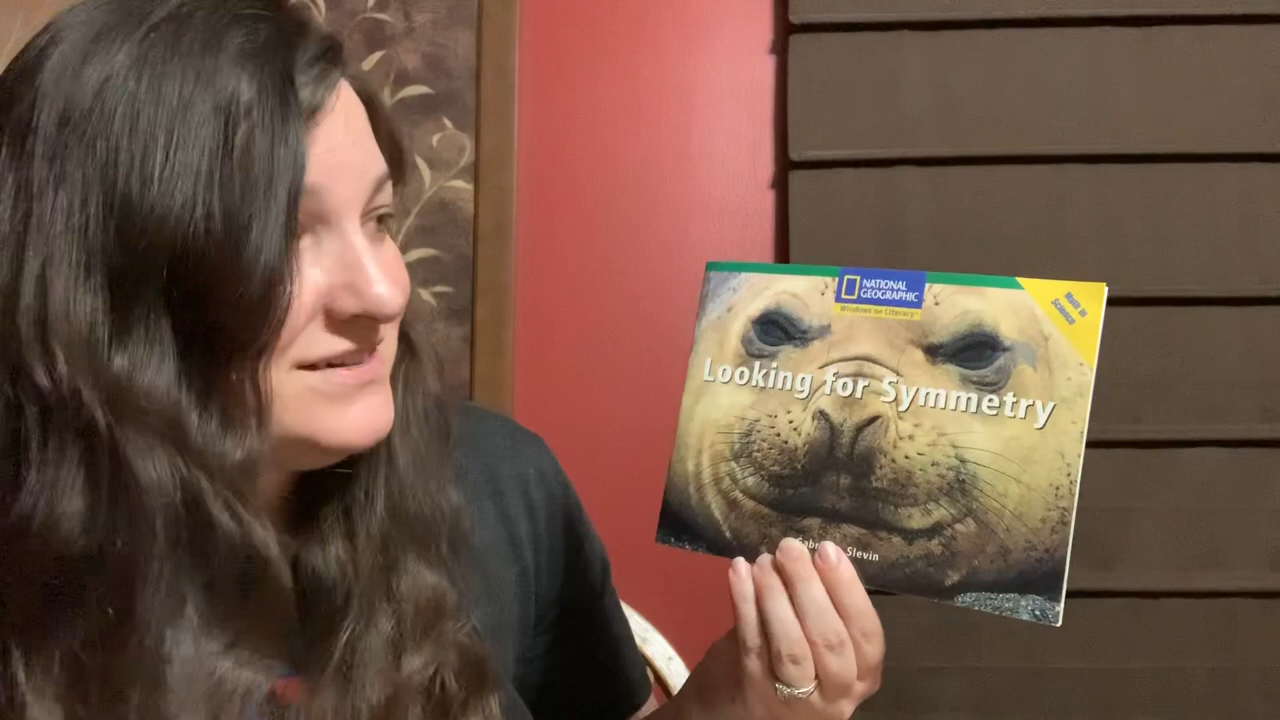 NATIONAL
GEOGRAPHIC
Windows on Literacy
Math in
Science
Looking for Symmetry
Slevin